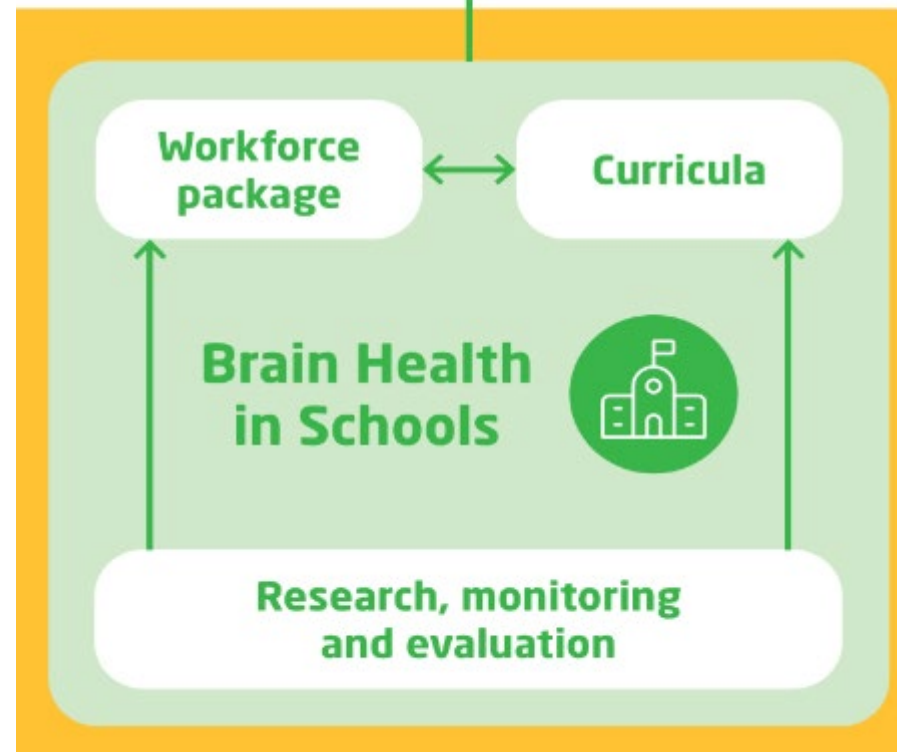 Workforce
package
Curricula
Brain Health
in Schools
Research, monitoring
and evaluation